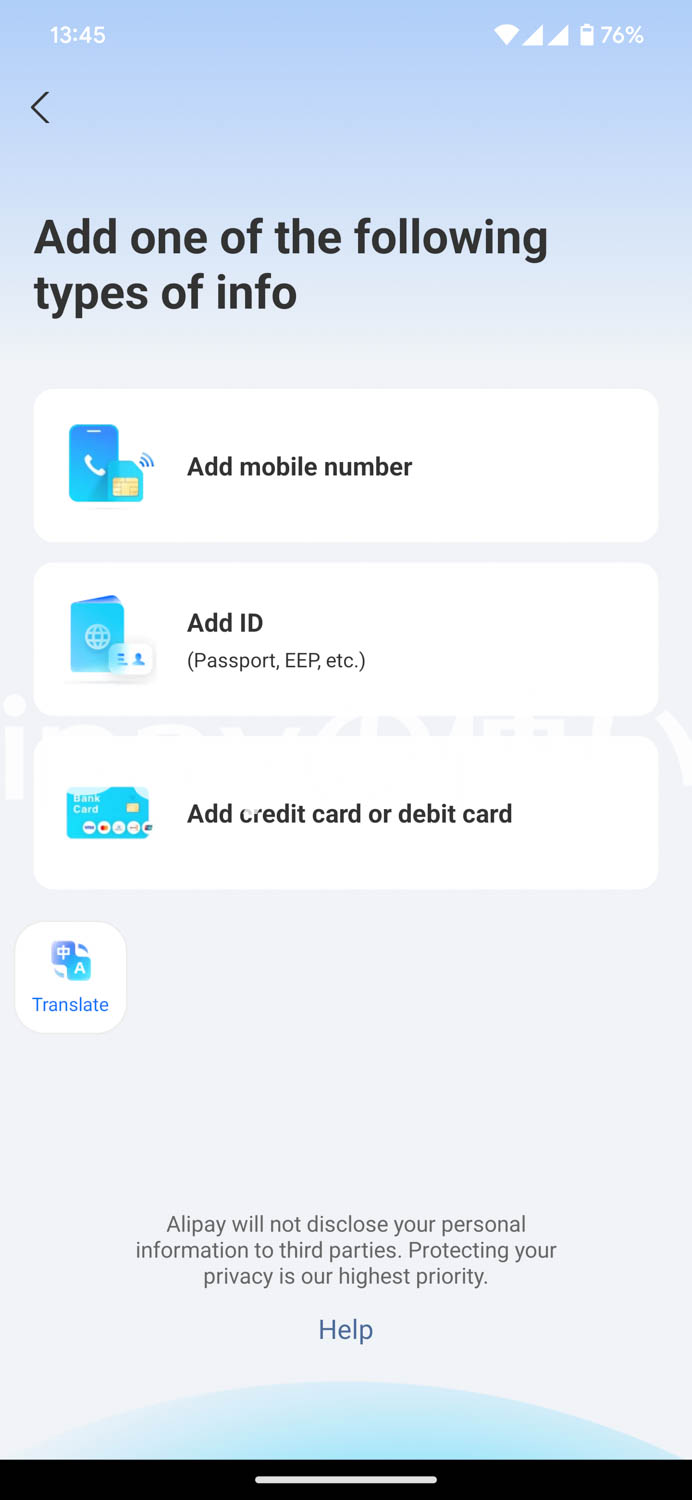 13:45
76%
Add one of the following
types of info
Add mobile number
Add ID
(Passport, EEP, etc.)
Bank
Card
Add credit card or debit card
中
A
Translate
Alipay will not disclose your personal
information to third parties. Protecting your
privacy is our highest priority.
Help